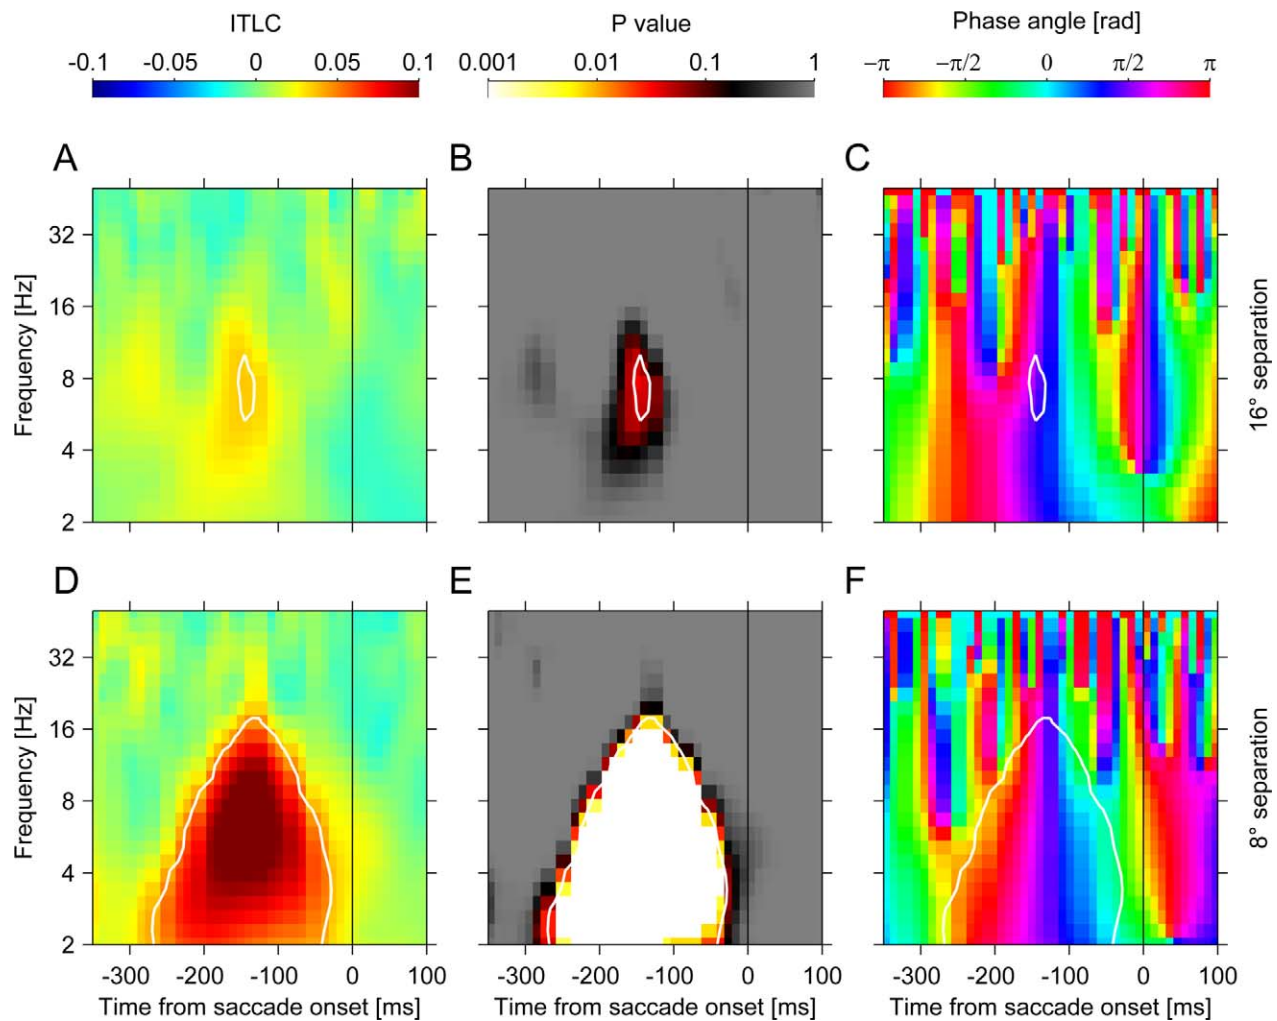 ITLC
P value
Phase angle [rad]
-0.1 -0.05 0 0.05 0.1
0.001 0.01 0.1 1
−π −π/2 0 π/2 π
A
B
C
Frequency [Hz]
32
16
8
4
2
16° separation
D
E
F
Frequency [Hz]
32
16
8
4
2
8° separation
-300 -200 -100 0 100
-300 -200 -100 0 100
-300 -200 -100 0 100
Time from saccade onset [ms]
Time from saccade onset [ms]
Time from saccade onset [ms]